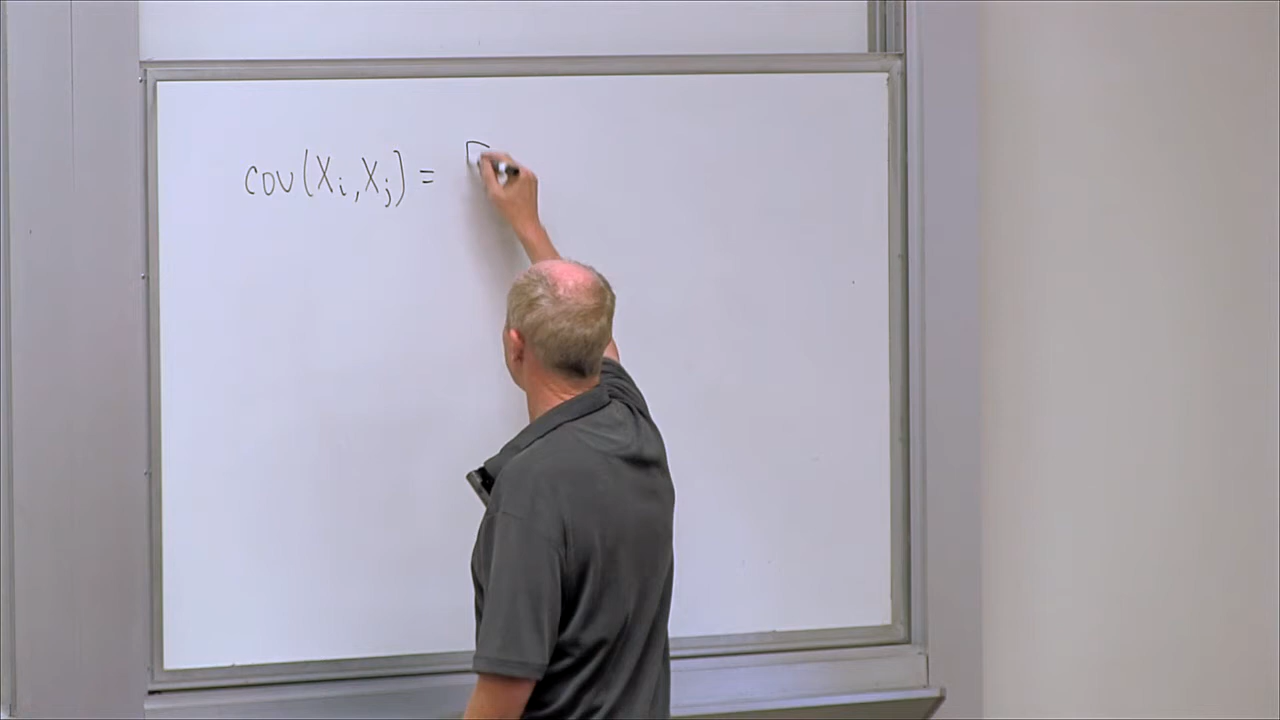 cov(Xi, Xj) =